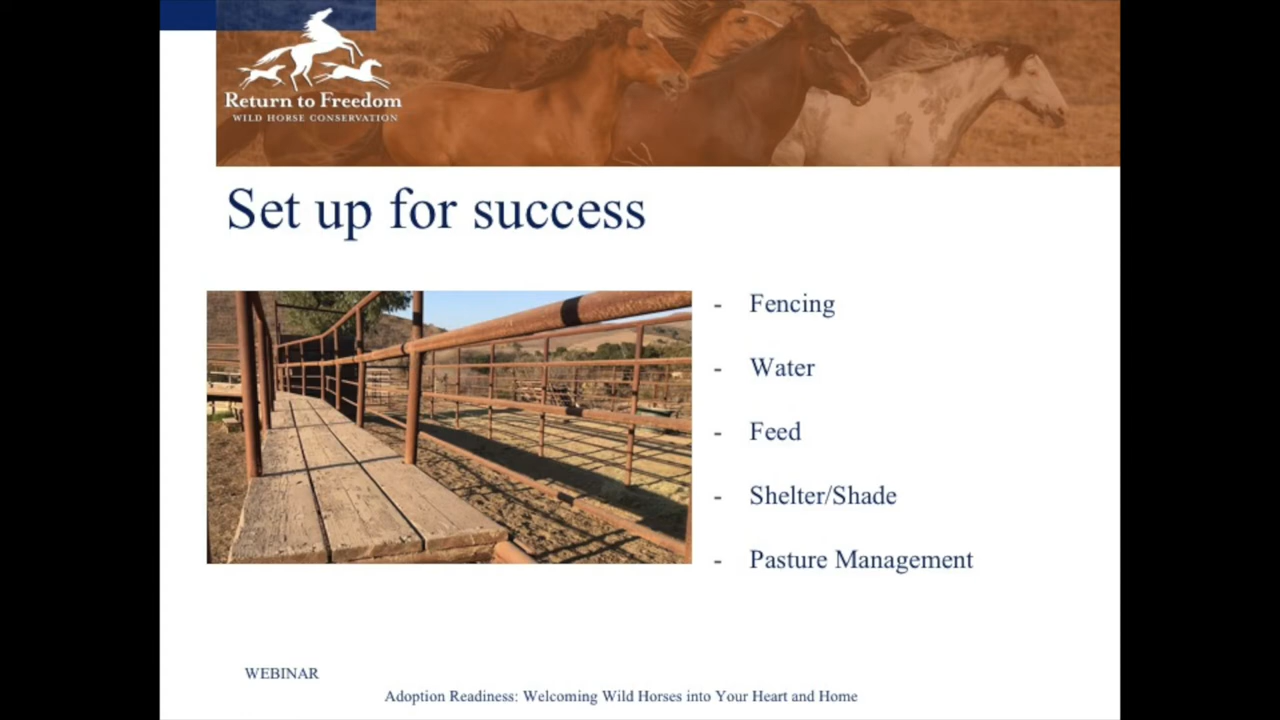 Return to Freedom
WILD HORSE CONSERVATION
Set up for success
- Fencing
- Water
- Feed
- Shelter/Shade
- Pasture Management
WEBINAR
Adoption Readiness: Welcoming Wild Horses into Your Heart and Home